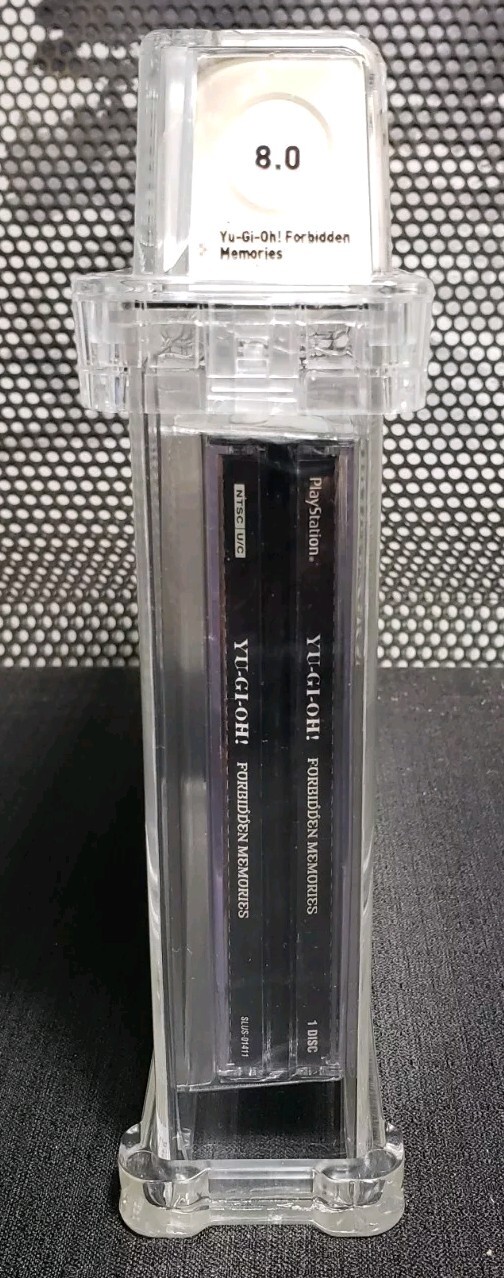 8.0
Yu-Gi-Oh! Forbidden
Memories
PlayStation®
YU-GI-OH! FORBIDDEN MEMORIES
1 DISC
NTSC U/C
YU-GI-OH! FORBIDDEN MEMORIES
SLUS-01411